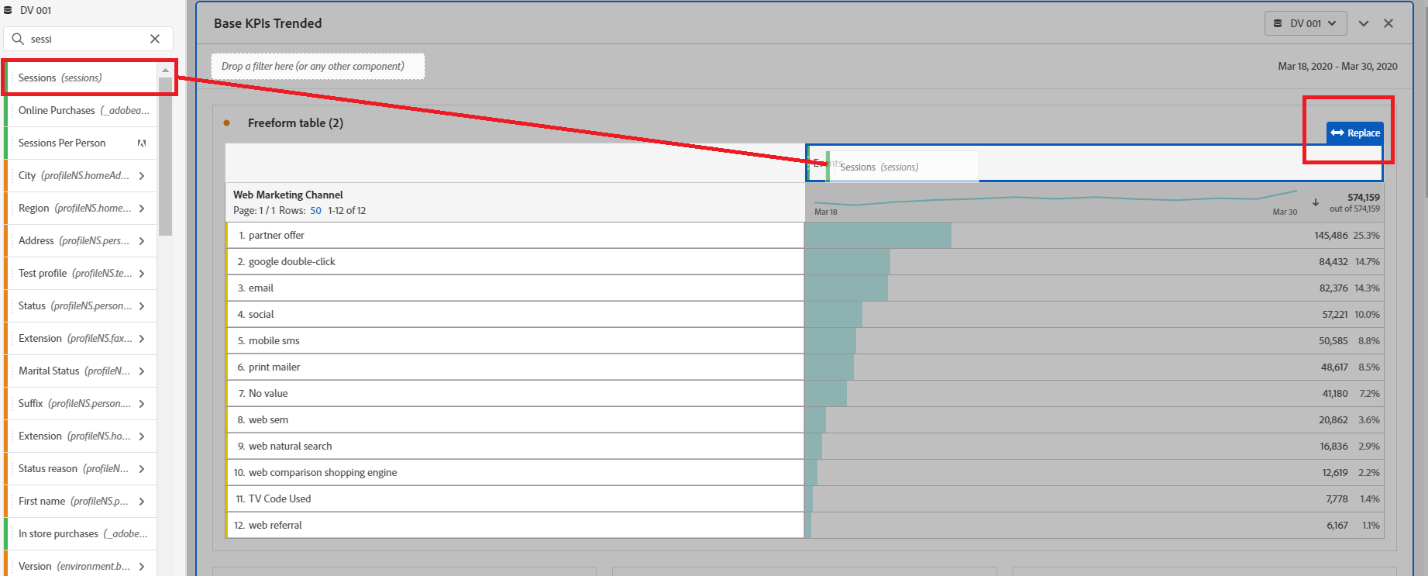 DV 001
sessi
Sessions (sessions)
Online Purchases (_adobea...
Sessions Per Person
City (profileNS.homeAd...
Region (profileNS.home...
Address (profileNS.pers...
Test profile (profileNS.te...
Status (profileNS.person...
Extension (profileNS.fax...
Marital Status (profileN...
Suffix (profileNS.person....
Extension (profileNS.ho...
Status reason (profileN...
First name (profileNS.p...
In store purchases (_adobe...
Version (environment.b...
Base KPIs Trended
DV 001
Drop a filter here (or any other component)
Mar 18, 2020 - Mar 30, 2020
Freeform table (2)
Replace
Sessions (sessions)
Web Marketing Channel
Page: 1 / 1 Rows: 50 1-12 of 12
Mar 18
Mar 30
574,159
out of 574,159
1. partner offer 145,486 25.3%
2. google double-click 84,432 14.7%
3. email 82,376 14.3%
4. social 57,221 10.0%
5. mobile sms 50,585 8.8%
6. print mailer 48,617 8.5%
7. No value 41,180 7.2%
8. web sem 20,862 3.6%
9. web natural search 16,836 2.9%
10. web comparison shopping engine 12,619 2.2%
11. TV Code Used 7,778 1.4%
12. web referral 6,167 1.1%